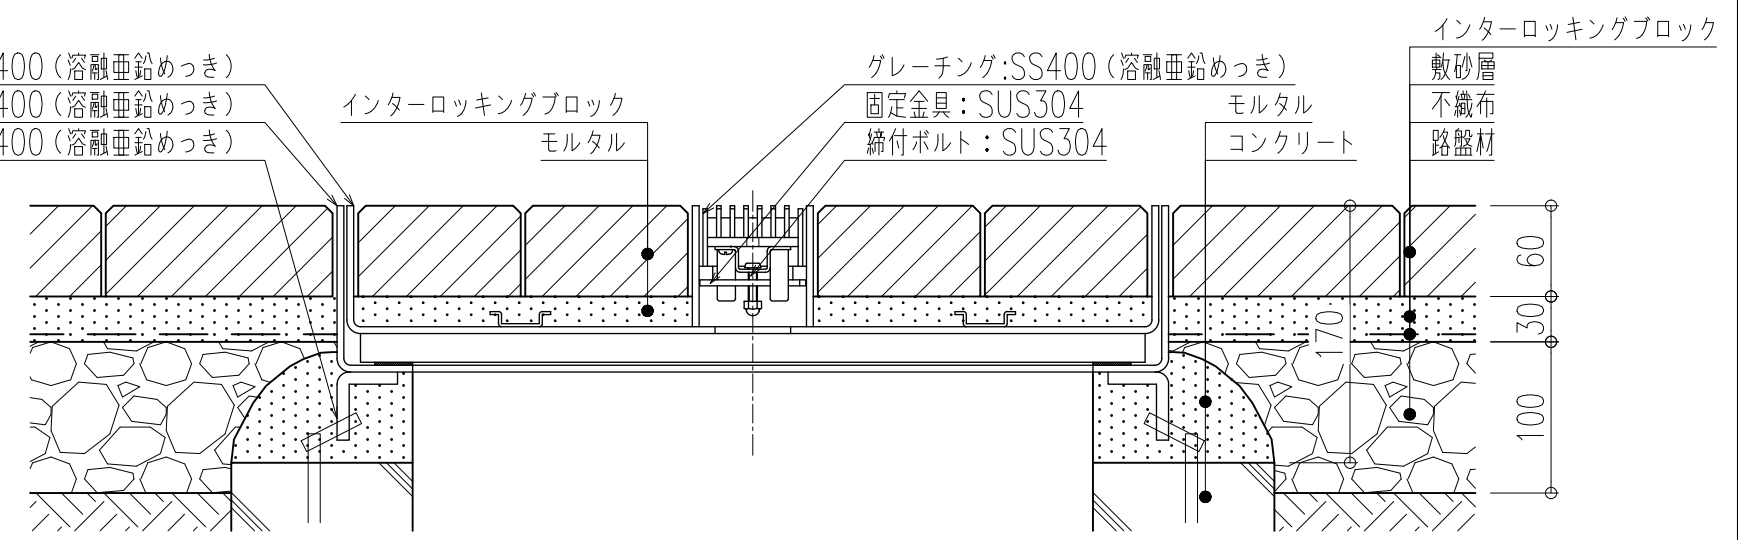 400（溶融亜鉛めっき）
400（溶融亜鉛めっき）
400（溶融亜鉛めっき）
インターロッキングブロック
モルタル
グレーチング:SS400（溶融亜鉛めっき）
固定金具：SUS304
締付ボルト：SUS304
モルタル
コンクリート
インターロッキングブロック
敷砂層
不織布
路盤材
60
30
170
100